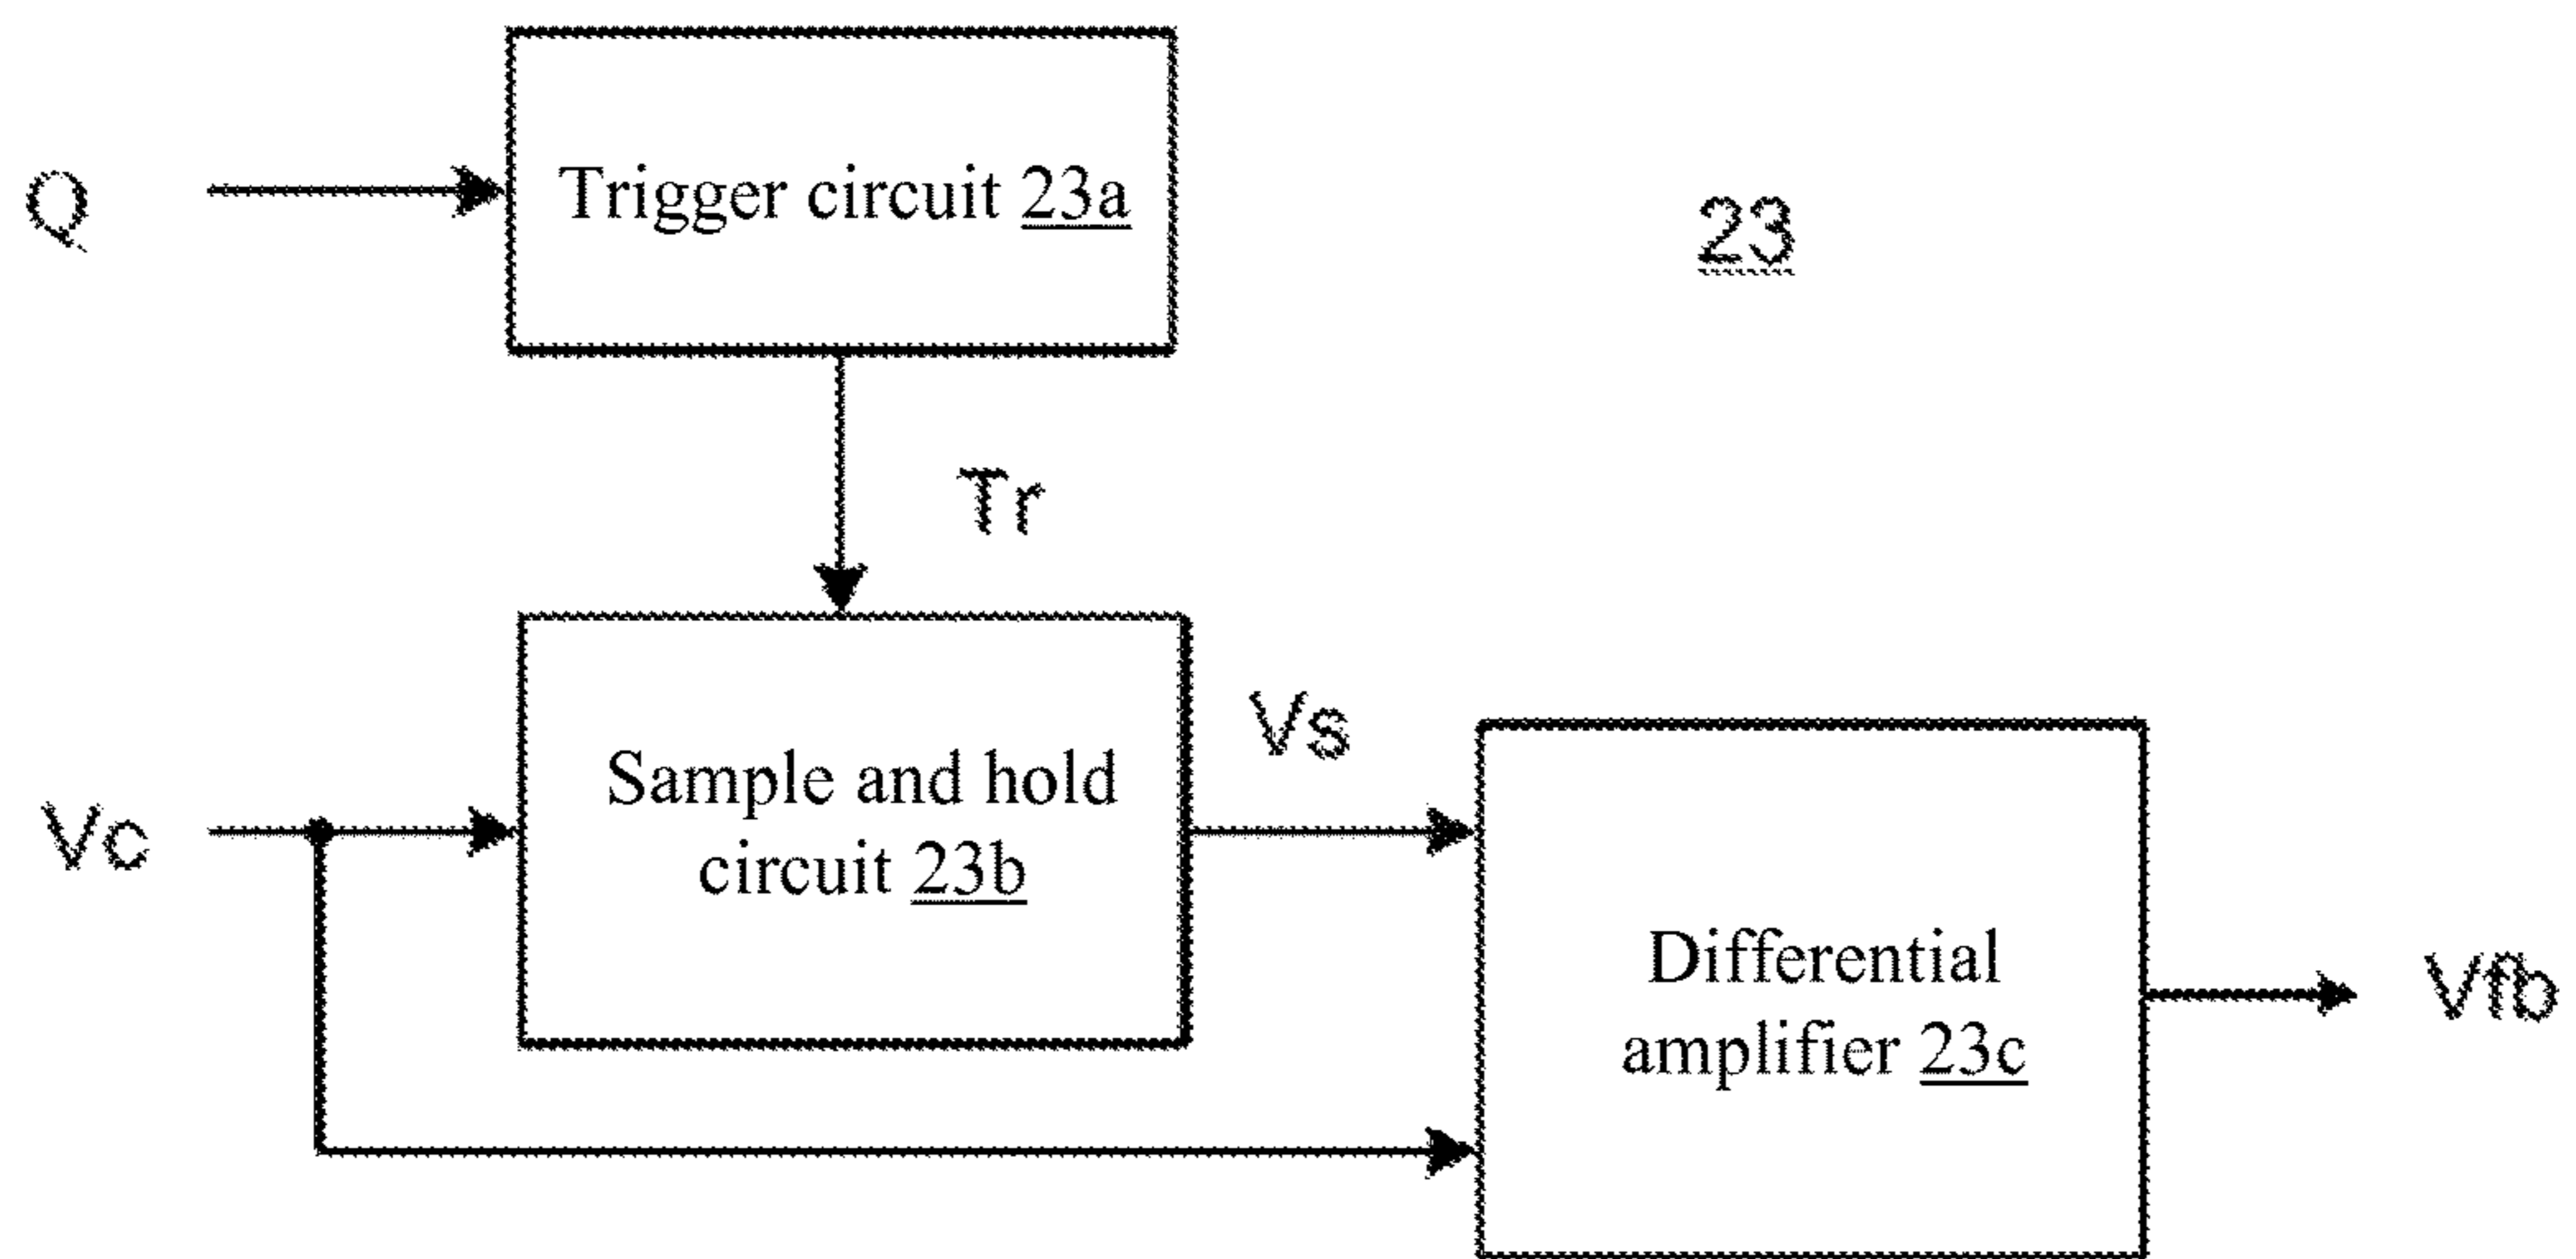 Q
Trigger circuit 23a
23
Tr
Vs
Vc
Sample and hold
circuit 23b
Differential
amplifier 23c
Vfb